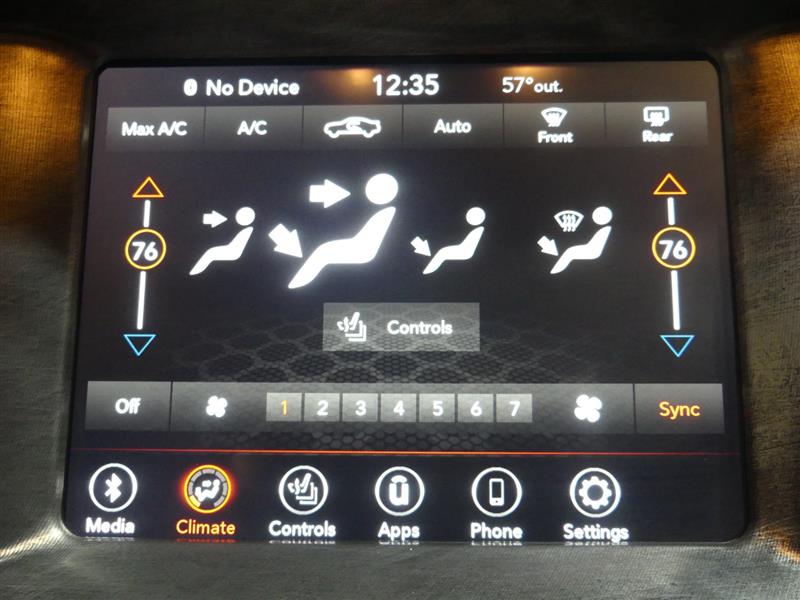 No Device 12:35 57°out.
Max A/C A/C Auto Front Rear
76 76
Controls
Off 1 2 3 4 5 6 7 Sync
Media Climate Controls Apps Phone Settings